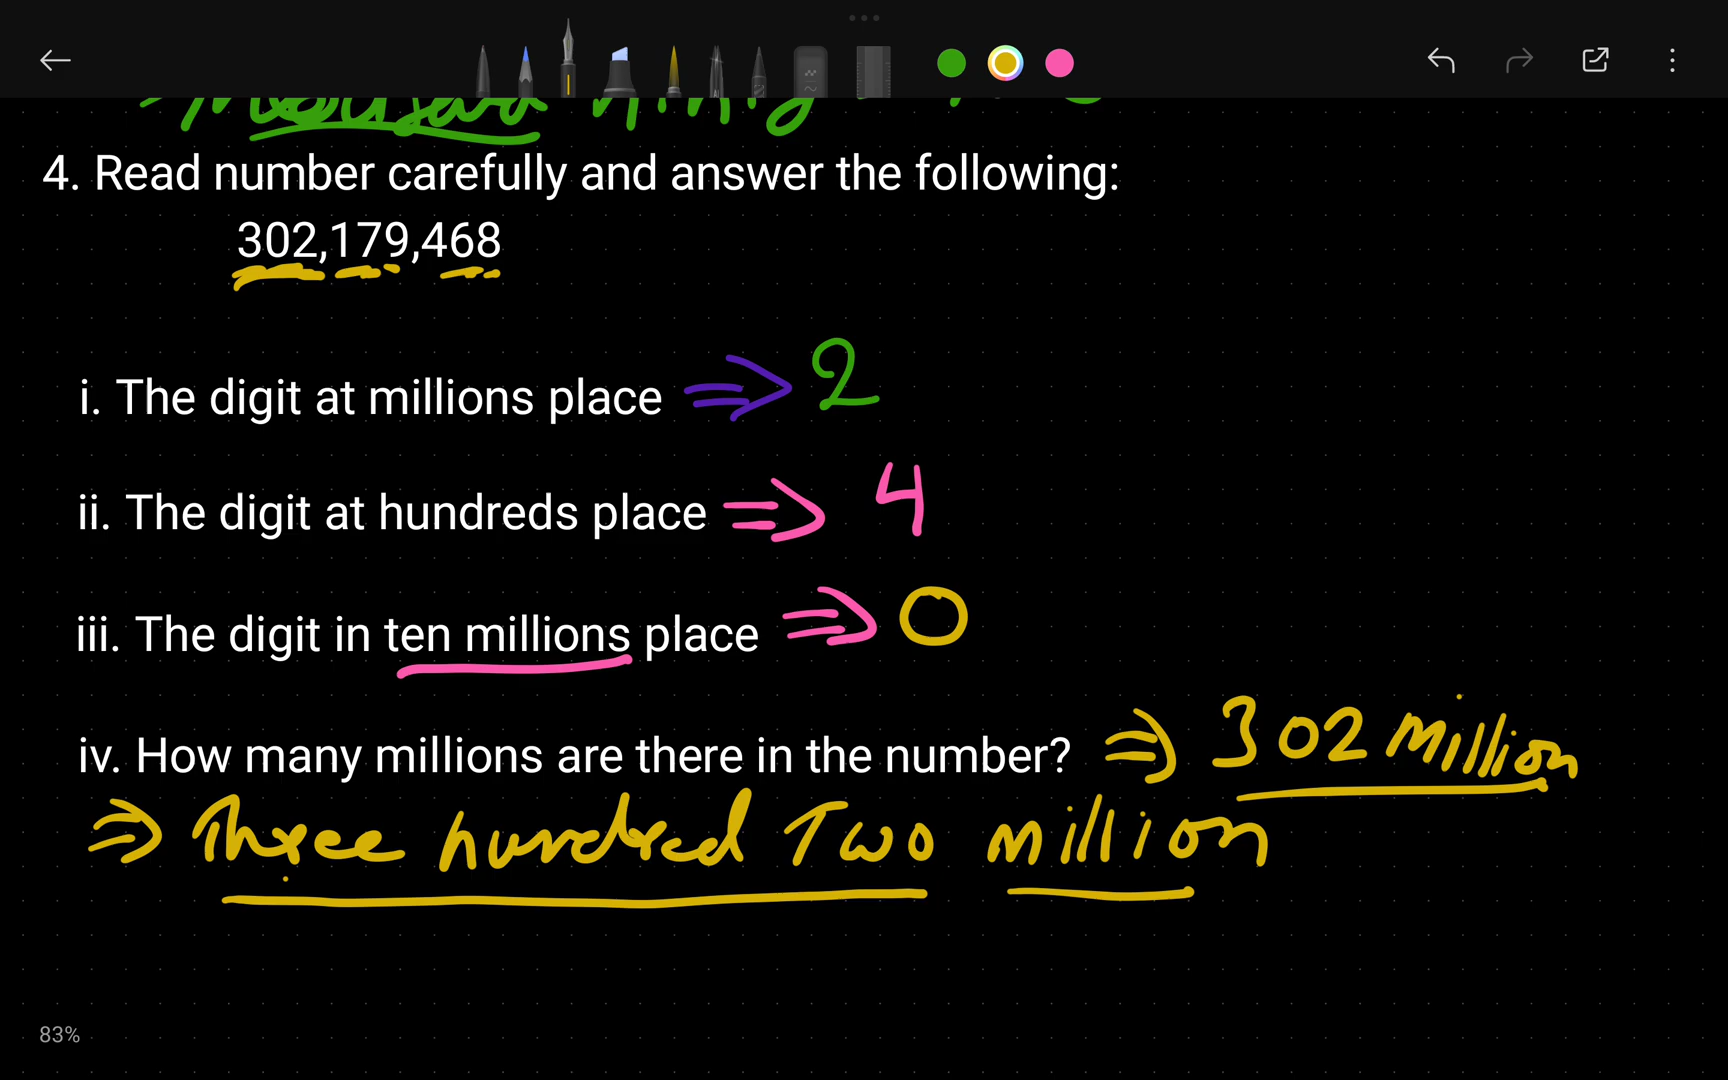 4. Read number carefully and answer the following:
302,179,468
i. The digit at millions place ⇒ 2
ii. The digit at hundreds place ⇒ 4
iii. The digit in ten millions place ⇒ 0
iv. How many millions are there in the number? ⇒ 302 Million
⇒ Three hundred Two million
83%